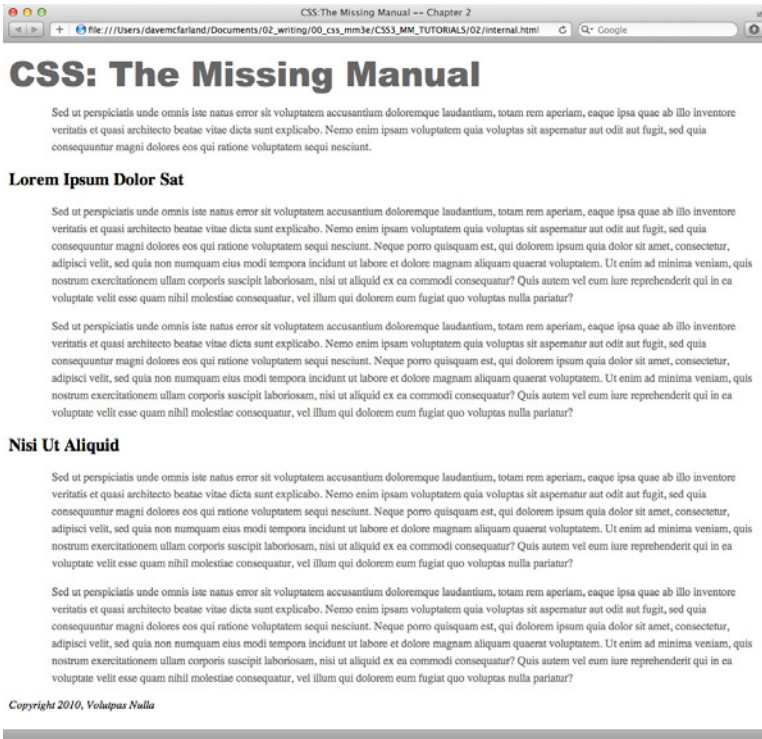 CSS:The Missing Manual -- Chapter 2
file:///Users/davemcfarland/Documents/02_writing/00_css_mm3e/CSS3_MM_TUTORIALS/02/internal.html
Google
CSS: The Missing Manual
Sed ut perspiciatis unde omnis iste natus error sit voluptatem accusantium doloremque laudantium, totam rem aperiam, eaque ipsa quae ab illo inventore
veritatis et quasi architecto beatae vitae dicta sunt explicabo. Nemo enim ipsam voluptatem quia voluptas sit aspernatur aut odit aut fugit, sed quia
consequuntur magni dolores eos qui ratione voluptatem sequi nesciunt.
Lorem Ipsum Dolor Sat
Sed ut perspiciatis unde omnis iste natus error sit voluptatem accusantium doloremque laudantium, totam rem aperiam, eaque ipsa quae ab illo inventore
veritatis et quasi architecto beatae vitae dicta sunt explicabo. Nemo enim ipsam voluptatem quia voluptas sit aspernatur aut odit aut fugit, sed quia
consequuntur magni dolores eos qui ratione voluptatem sequi nesciunt. Neque porro quisquam est, qui dolorem ipsum quia dolor sit amet, consectetur,
adipisci velit, sed quia non numquam eius modi tempora incidunt ut labore et dolore magnam aliquam quaerat voluptatem. Ut enim ad minima veniam, quis
nostrum exercitationem ullam corporis suscipit laboriosam, nisi ut aliquid ex ea commodi consequatur? Quis autem vel eum iure reprehenderit qui in ea
voluptate velit esse quam nihil molestiae consequatur, vel illum qui dolorem eum fugiat quo voluptas nulla pariatur?
Sed ut perspiciatis unde omnis iste natus error sit voluptatem accusantium doloremque laudantium, totam rem aperiam, eaque ipsa quae ab illo inventore
veritatis et quasi architecto beatae vitae dicta sunt explicabo. Nemo enim ipsam voluptatem quia voluptas sit aspernatur aut odit aut fugit, sed quia
consequuntur magni dolores eos qui ratione voluptatem sequi nesciunt. Neque porro quisquam est, qui dolorem ipsum quia dolor sit amet, consectetur,
adipisci velit, sed quia non numquam eius modi tempora incidunt ut labore et dolore magnam aliquam quaerat voluptatem. Ut enim ad minima veniam, quis
nostrum exercitationem ullam corporis suscipit laboriosam, nisi ut aliquid ex ea commodi consequatur? Quis autem vel eum iure reprehenderit qui in ea
voluptate velit esse quam nihil molestiae consequatur, vel illum qui dolorem eum fugiat quo voluptas nulla pariatur?
Nisi Ut Aliquid
Sed ut perspiciatis unde omnis iste natus error sit voluptatem accusantium doloremque laudantium, totam rem aperiam, eaque ipsa quae ab illo inventore
veritatis et quasi architecto beatae vitae dicta sunt explicabo. Nemo enim ipsam voluptatem quia voluptas sit aspernatur aut odit aut fugit, sed quia
consequuntur magni dolores eos qui ratione voluptatem sequi nesciunt. Neque porro quisquam est, qui dolorem ipsum quia dolor sit amet, consectetur,
adipisci velit, sed quia non numquam eius modi tempora incidunt ut labore et dolore magnam aliquam quaerat voluptatem. Ut enim ad minima veniam, quis
nostrum exercitationem ullam corporis suscipit laboriosam, nisi ut aliquid ex ea commodi consequatur? Quis autem vel eum iure reprehenderit qui in ea
voluptate velit esse quam nihil molestiae consequatur, vel illum qui dolorem eum fugiat quo voluptas nulla pariatur?
Sed ut perspiciatis unde omnis iste natus error sit voluptatem accusantium doloremque laudantium, totam rem aperiam, eaque ipsa quae ab illo inventore
veritatis et quasi architecto beatae vitae dicta sunt explicabo. Nemo enim ipsam voluptatem quia voluptas sit aspernatur aut odit aut fugit, sed quia
consequuntur magni dolores eos qui ratione voluptatem sequi nesciunt. Neque porro quisquam est, qui dolorem ipsum quia dolor sit amet, consectetur,
adipisci velit, sed quia non numquam eius modi tempora incidunt ut labore et dolore magnam aliquam quaerat voluptatem. Ut enim ad minima veniam, quis
nostrum exercitationem ullam corporis suscipit laboriosam, nisi ut aliquid ex ea commodi consequatur? Quis autem vel eum iure reprehenderit qui in ea
voluptate velit esse quam nihil molestiae consequatur, vel illum qui dolorem eum fugiat quo voluptas nulla pariatur?
Copyright 2010, Volutpas Nulla